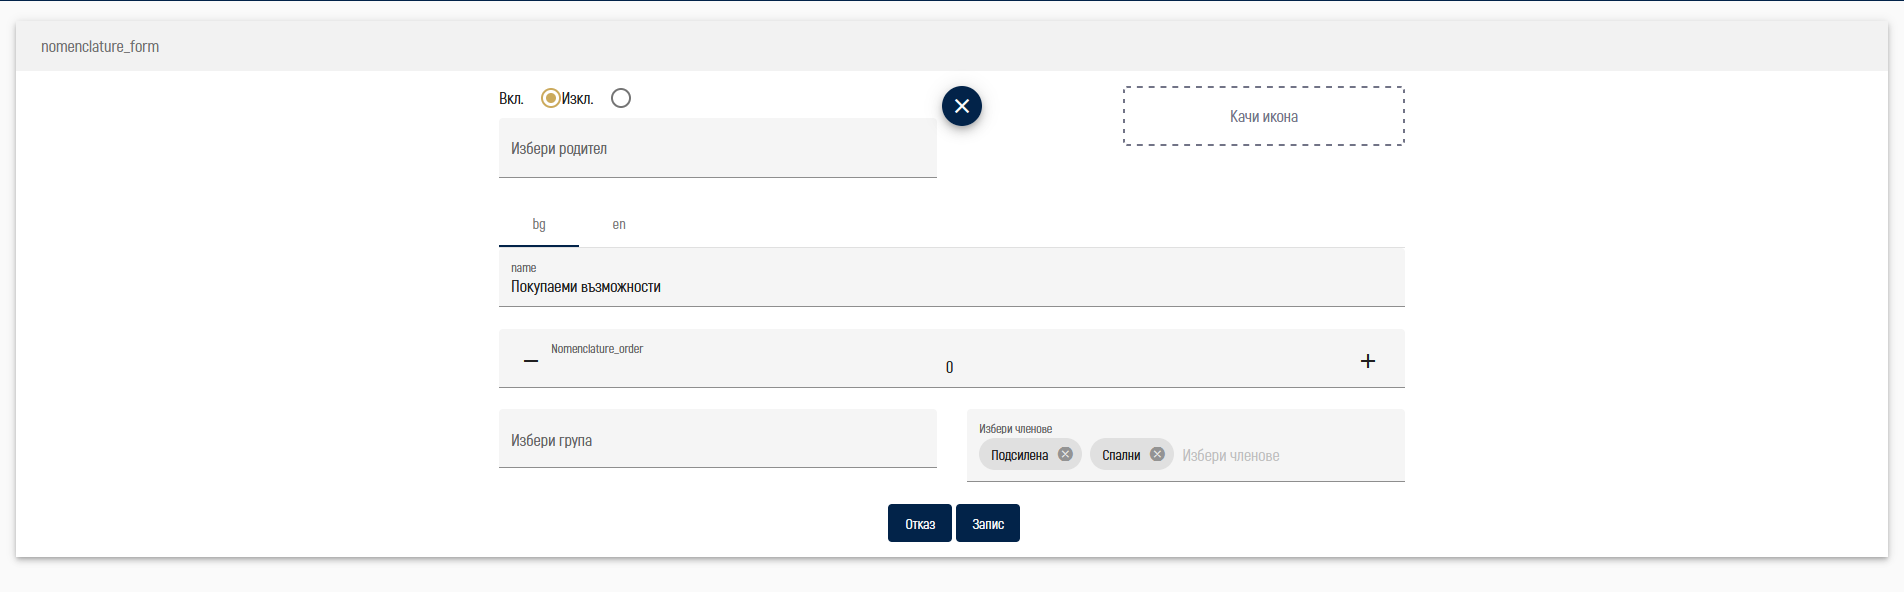 nomenclature_form
Вкл. Изкл.
Качи икона
Избери родител
bg en
name
Покупаеми възможности
Nomenclature_order
0
Избери група
Избери членове
Подсилена Спални Избери членове
Отказ Запис